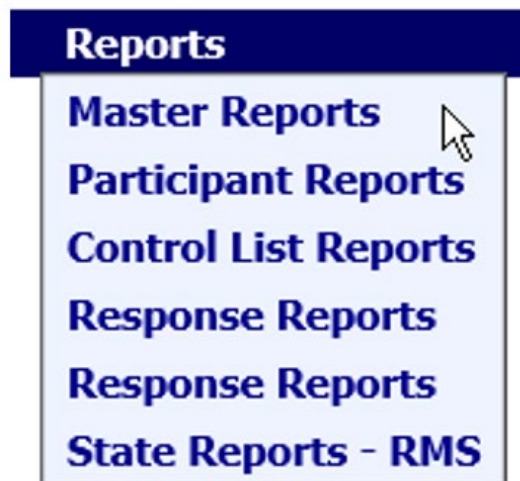 Reports
Master Reports
Participant Reports
Control List Reports
Response Reports
Response Reports
State Reports - RMS